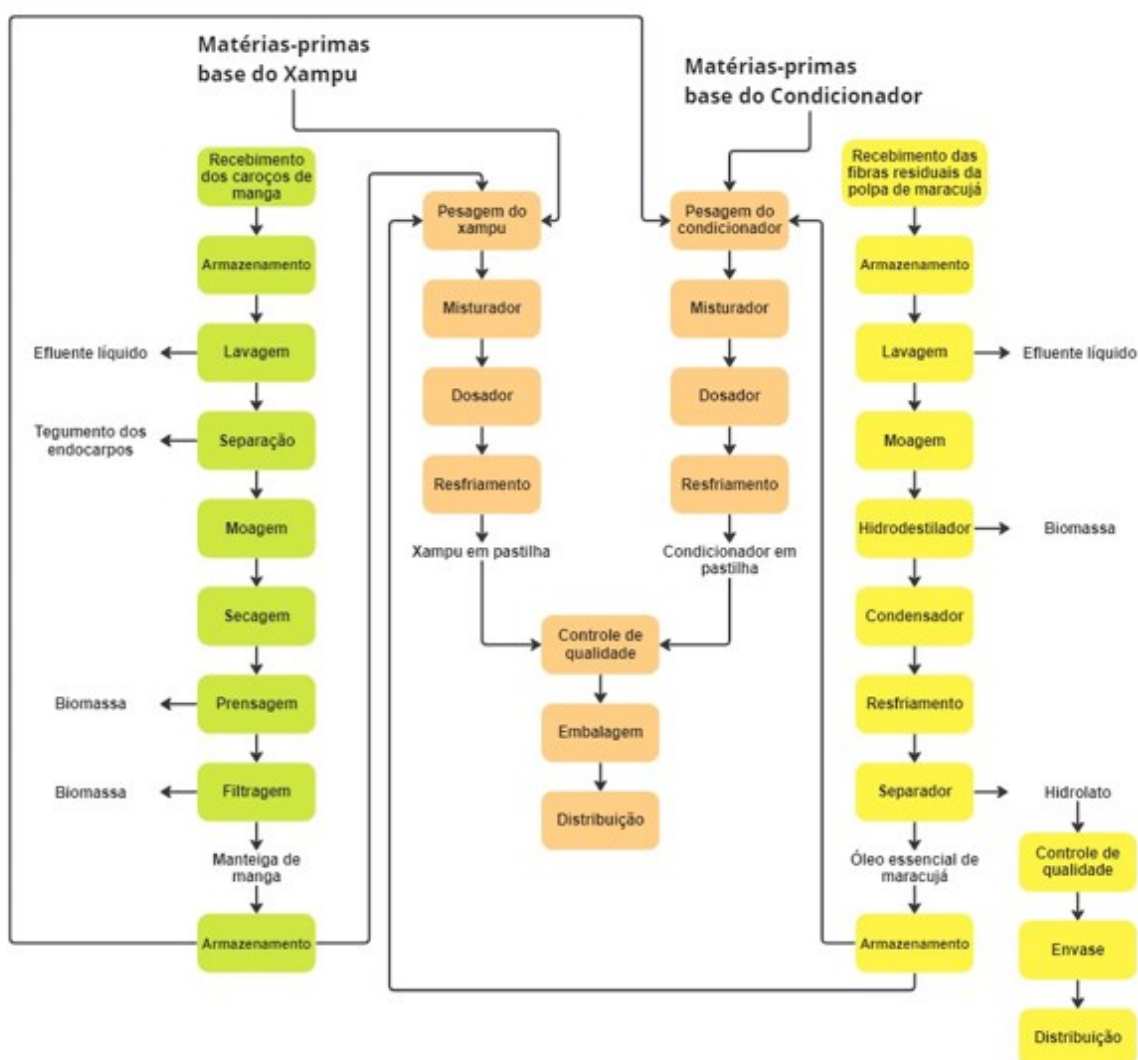 Matérias-primas
base do Xampu
Matérias-primas
base do Condicionador
Recebimento
dos caroços de
manga
Armazenamento
Lavagem
Efluente líquido
Separação
Tegumento dos
endocarpos
Moagem
Secagem
Prensagem
Biomassa
Filtragem
Biomassa
Manteiga de
manga
Armazenamento
Pesagem do
xampu
Misturador
Dosador
Resfriamento
Xampu em pastilha
Pesagem do
condicionador
Misturador
Dosador
Resfriamento
Condicionador em
pastilha
Controle de
qualidade
Embalagem
Distribuição
Recebimento das
fibras residuais da
polpa de maracujá
Armazenamento
Lavagem
Efluente líquido
Moagem
Hidrodestilador
Biomassa
Condensador
Resfriamento
Separador
Hidrolato
Óleo essencial de
maracujá
Armazenamento
Controle de
qualidade
Envase
Distribuição